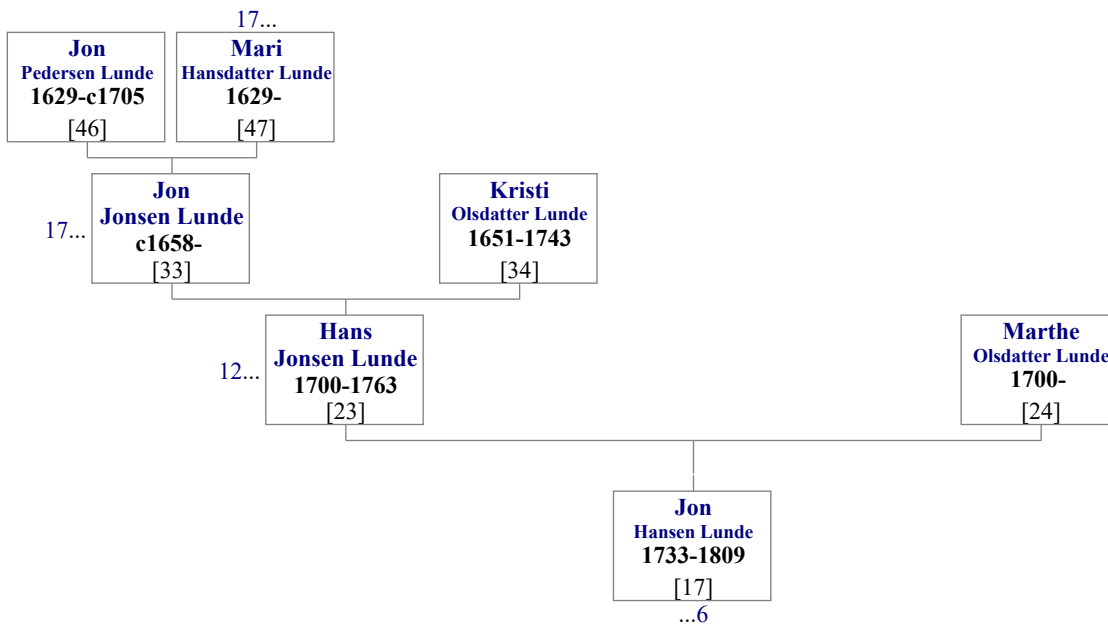 17...
Jon
Pedersen Lunde
1629-c1705
[46]
Mari
Hansdatter Lunde
1629-
[47]
17...
Jon
Jonsen Lunde
c1658-
[33]
Kristi
Olsdatter Lunde
1651-1743
[34]
12...
Hans
Jonsen Lunde
1700-1763
[23]
Marthe
Olsdatter Lunde
1700-
[24]
Jon
Hansen Lunde
1733-1809
[17]
...6